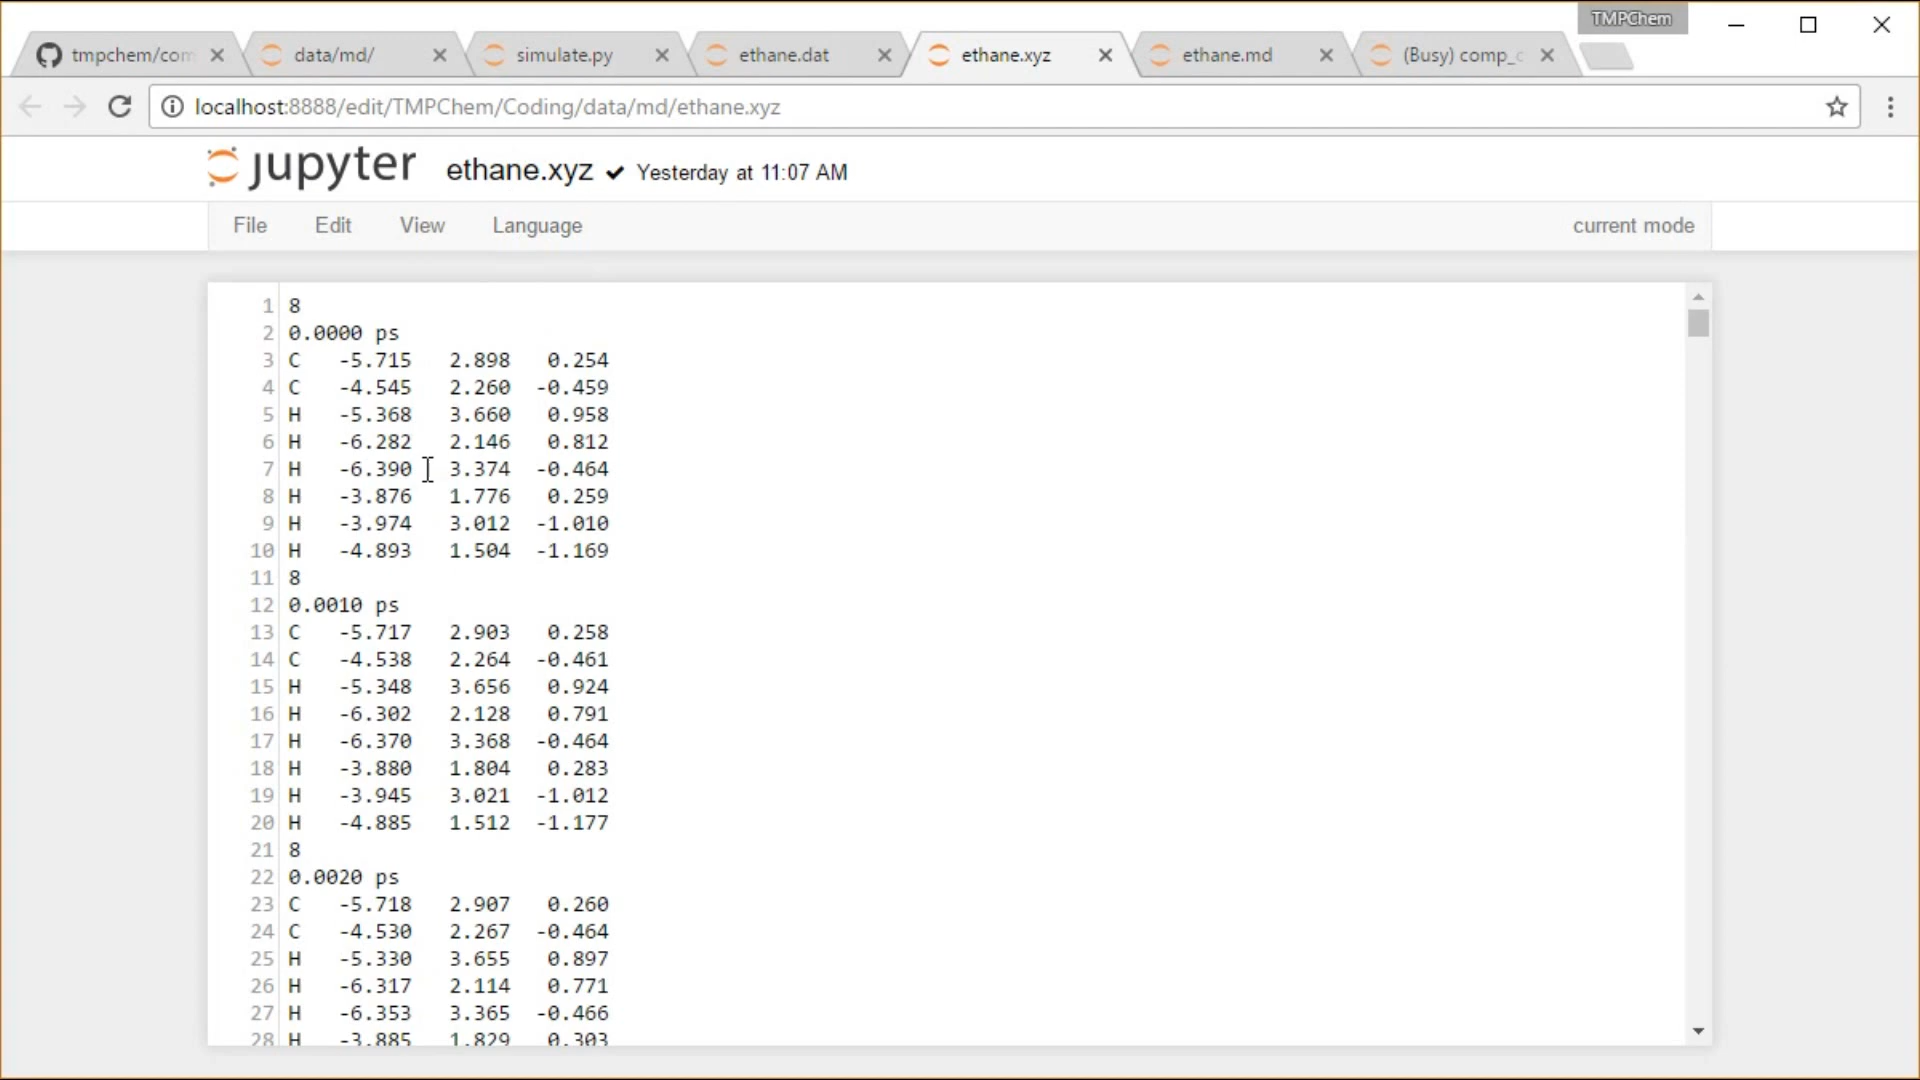 TMPChem
tmpchem/com
data/md/
simulate.py
ethane.dat
ethane.xyz
ethane.md
(Busy) comp_c
localhost:8888/edit/TMPChem/Coding/data/md/ethane.xyz
jupyter ethane.xyz ✔ Yesterday at 11:07 AM
File Edit View Language current mode
1 8
2 0.0000 ps
3 C -5.715 2.898 0.254
4 C -4.545 2.260 -0.459
5 H -5.368 3.660 0.958
6 H -6.282 2.146 0.812
7 H -6.390 3.374 -0.464
8 H -3.876 1.776 0.259
9 H -3.974 3.012 -1.010
10 H -4.893 1.504 -1.169
11 8
12 0.0010 ps
13 C -5.717 2.903 0.258
14 C -4.538 2.264 -0.461
15 H -5.348 3.656 0.924
16 H -6.302 2.128 0.791
17 H -6.370 3.368 -0.464
18 H -3.880 1.804 0.283
19 H -3.945 3.021 -1.012
20 H -4.885 1.512 -1.177
21 8
22 0.0020 ps
23 C -5.718 2.907 0.260
24 C -4.530 2.267 -0.464
25 H -5.330 3.655 0.897
26 H -6.317 2.114 0.771
27 H -6.353 3.365 -0.466
28 H -3.885 1.829 0.303